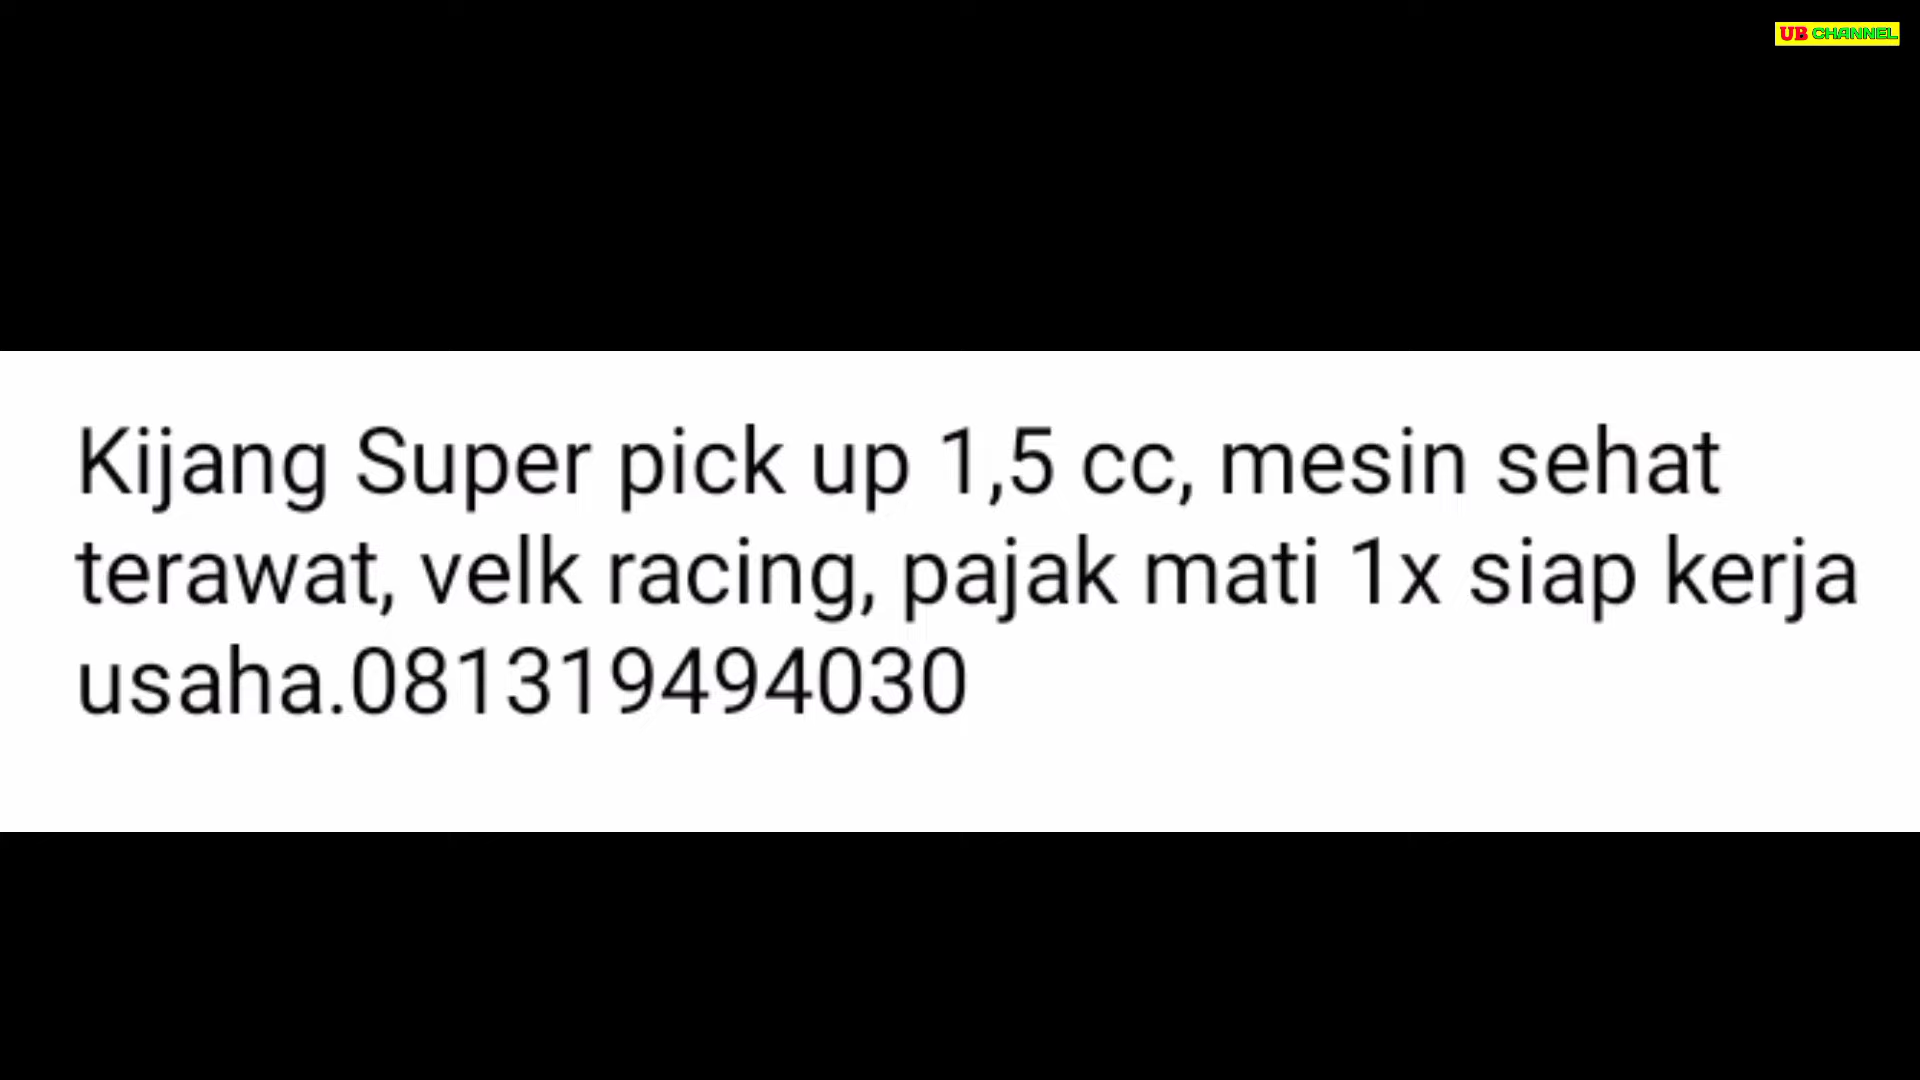 UB CHANNEL
Kijang Super pick up 1,5 cc, mesin sehat
terawat, velk racing, pajak mati 1x siap kerja
usaha.081319494030